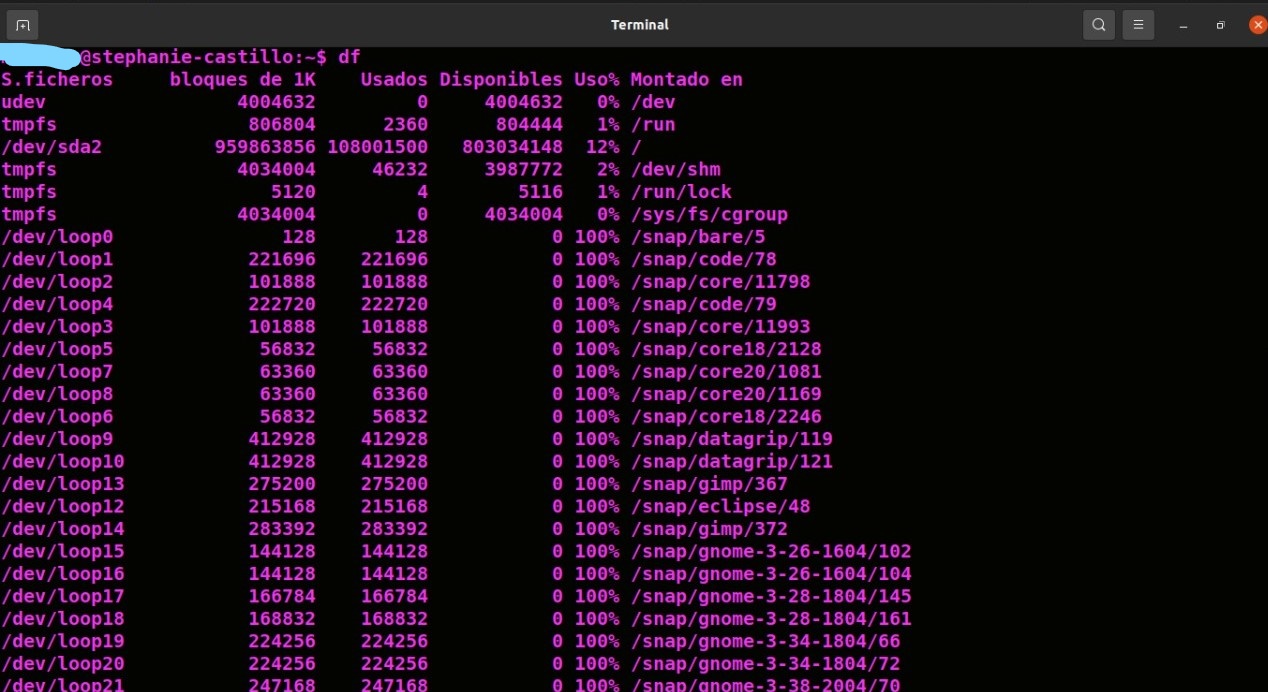 Terminal
@stephanie-castillo:~$ df
S.ficheros     bloques de 1K    Usados Disponibles Uso% Montado en
udev                 4004632         0     4004632   0% /dev
tmpfs                 806804      2360      804444   1% /run
/dev/sda2          959863856 108001500   803034148  12% /
tmpfs                4034004     46232     3987772   2% /dev/shm
tmpfs                   5120         4        5116   1% /run/lock
tmpfs                4034004         0     4034004   0% /sys/fs/cgroup
/dev/loop0               128       128           0 100% /snap/bare/5
/dev/loop1            221696    221696           0 100% /snap/code/78
/dev/loop2            101888    101888           0 100% /snap/core/11798
/dev/loop4            222720    222720           0 100% /snap/code/79
/dev/loop3            101888    101888           0 100% /snap/core/11993
/dev/loop5             56832     56832           0 100% /snap/core18/2128
/dev/loop7             63360     63360           0 100% /snap/core20/1081
/dev/loop8             63360     63360           0 100% /snap/core20/1169
/dev/loop6             56832     56832           0 100% /snap/core18/2246
/dev/loop9            412928    412928           0 100% /snap/datagrip/119
/dev/loop10           412928    412928           0 100% /snap/datagrip/121
/dev/loop13           275200    275200           0 100% /snap/gimp/367
/dev/loop12           215168    215168           0 100% /snap/eclipse/48
/dev/loop14           283392    283392           0 100% /snap/gimp/372
/dev/loop15           144128    144128           0 100% /snap/gnome-3-26-1604/102
/dev/loop16           144128    144128           0 100% /snap/gnome-3-26-1604/104
/dev/loop17           166784    166784           0 100% /snap/gnome-3-28-1804/145
/dev/loop18           168832    168832           0 100% /snap/gnome-3-28-1804/161
/dev/loop19           224256    224256           0 100% /snap/gnome-3-34-1804/66
/dev/loop20           224256    224256           0 100% /snap/gnome-3-34-1804/72
/dev/loop21           247168    247168           0 100% /snap/gnome-3-38-2004/70